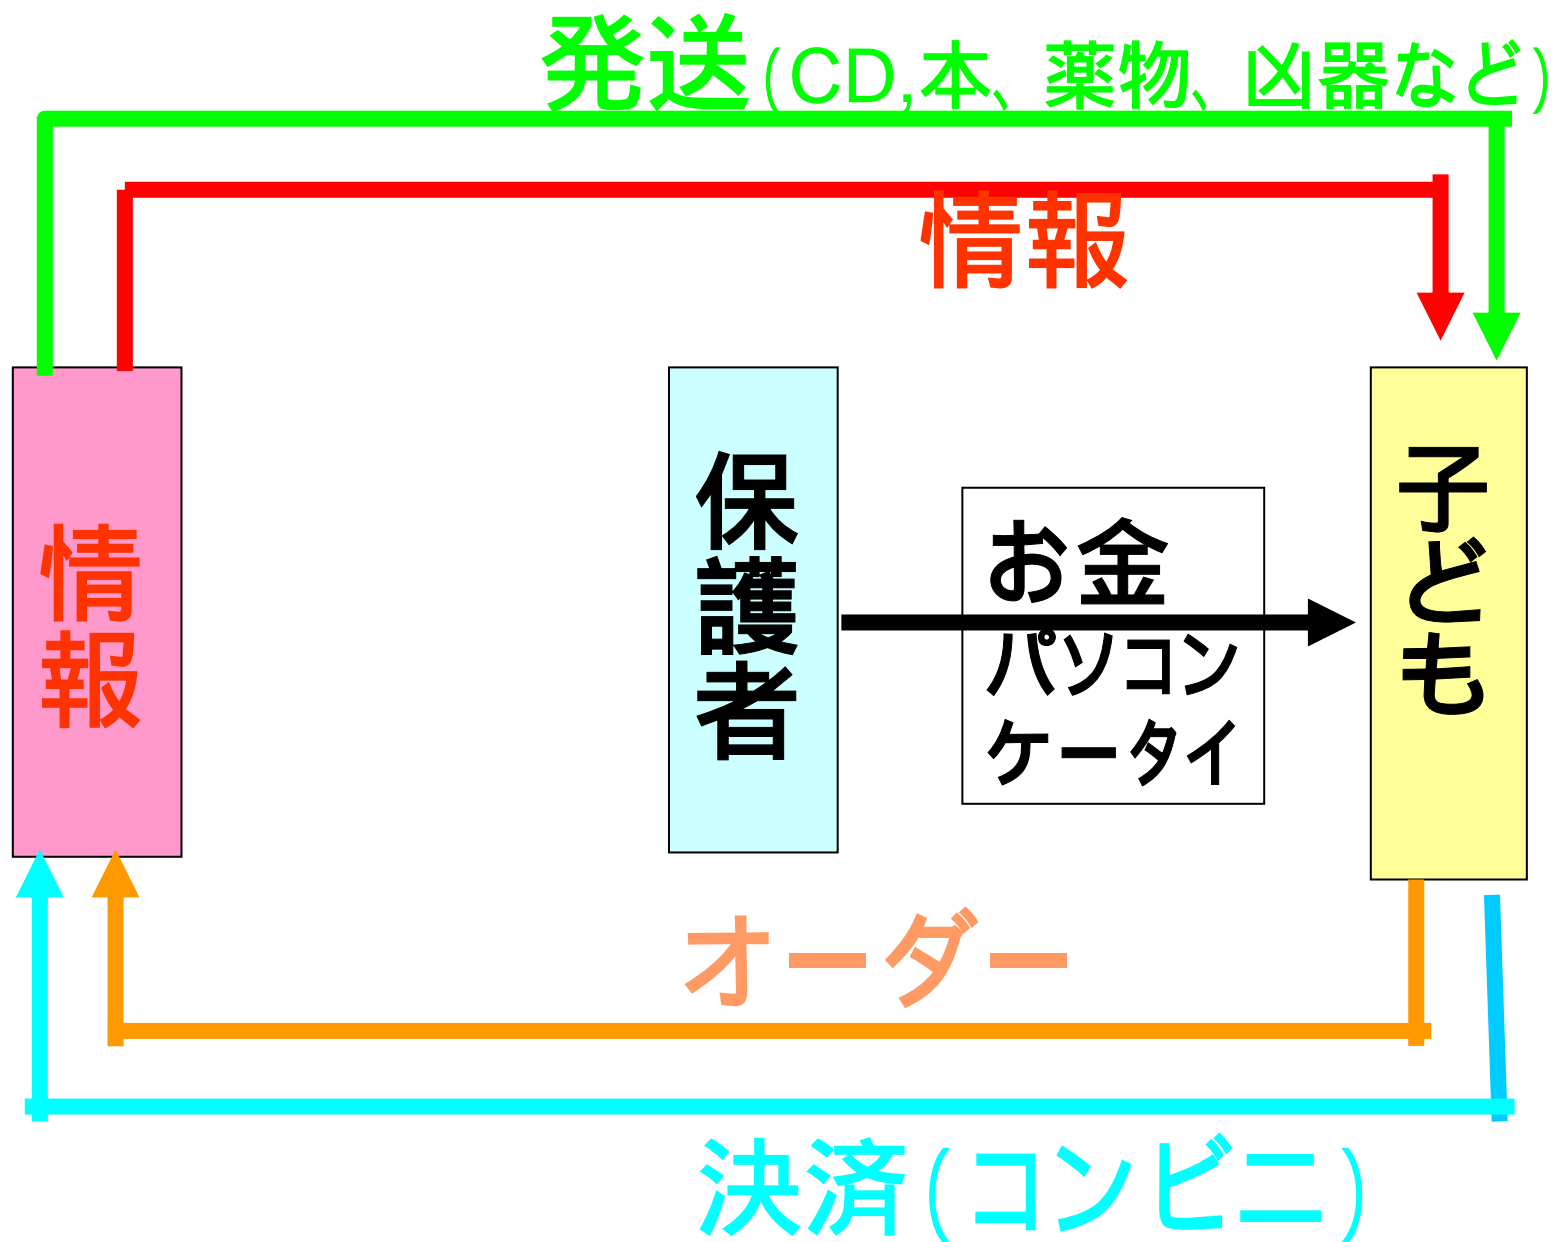 発送(CD,本、薬物、凶器など)
情報
情報
保護者
お金
パソコン
ケータイ
子ども
オーダー
決済(コンビニ)